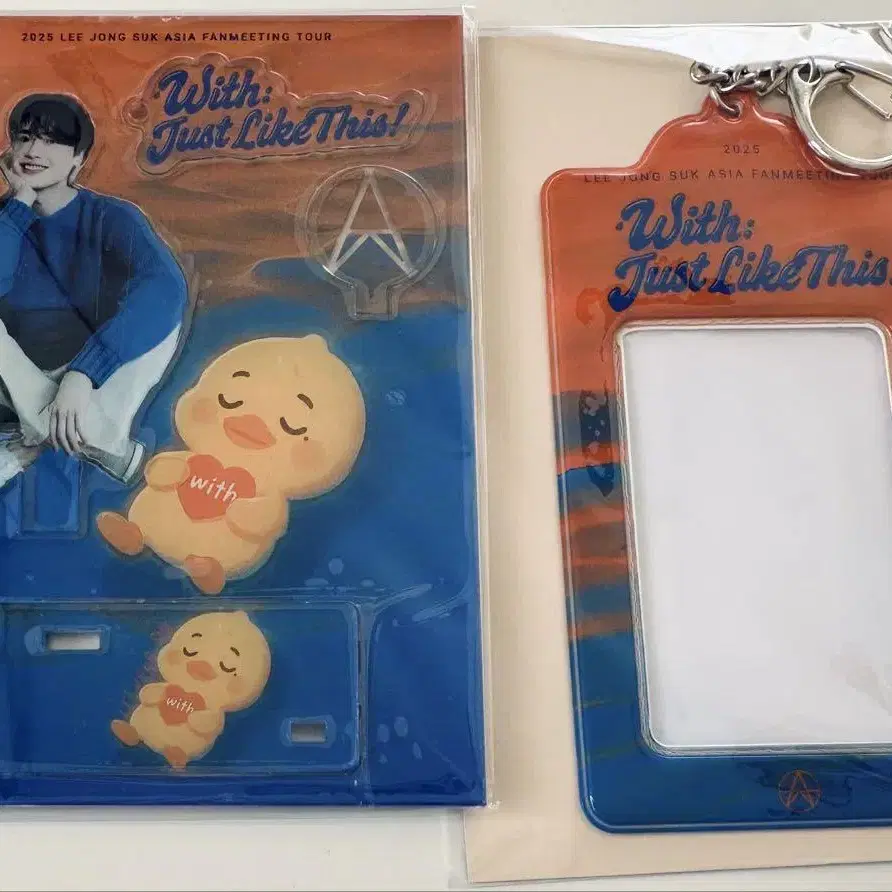 2025 LEE JONG SUK ASIA FANMEETING TOUR
With:
Just Like This!
with
with
2025
LEE JONG SUK ASIA FANMEETING
With:
Just Like This